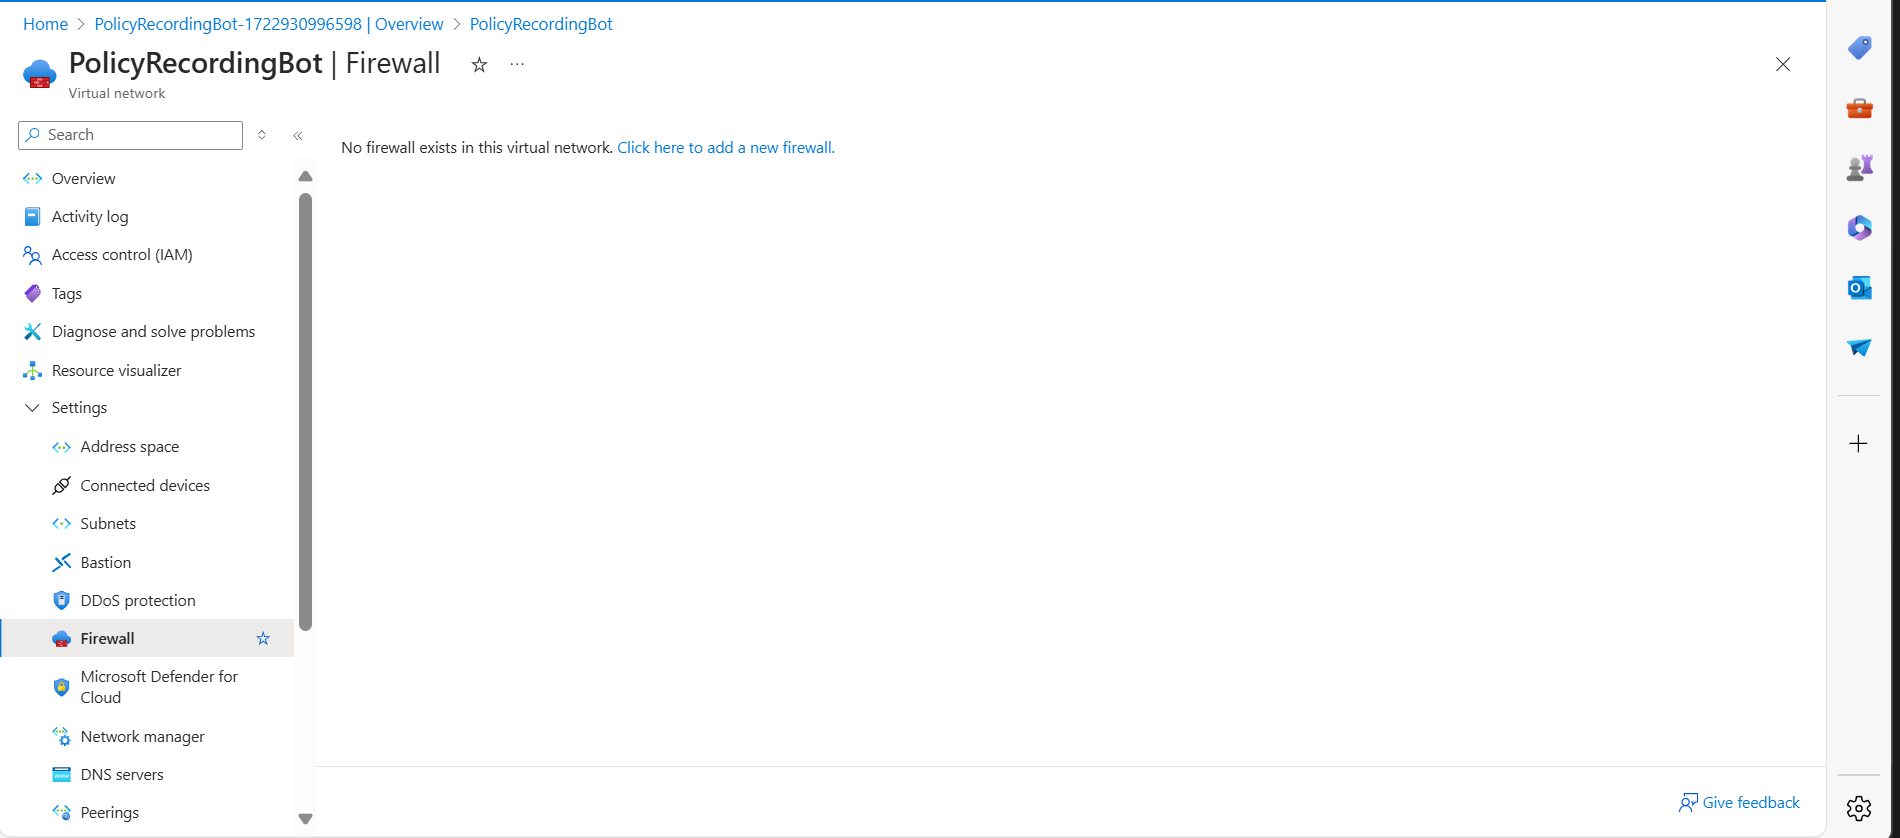 Home > PolicyRecordingBot-1722930996598 | Overview > PolicyRecordingBot
PolicyRecordingBot | Firewall
Virtual network
Search
No firewall exists in this virtual network. Click here to add a new firewall.
Overview
Activity log
Access control (IAM)
Tags
Diagnose and solve problems
Resource visualizer
Settings
Address space
Connected devices
Subnets
Bastion
DDoS protection
Firewall
Microsoft Defender for
Cloud
Network manager
DNS servers
Peerings
Give feedback